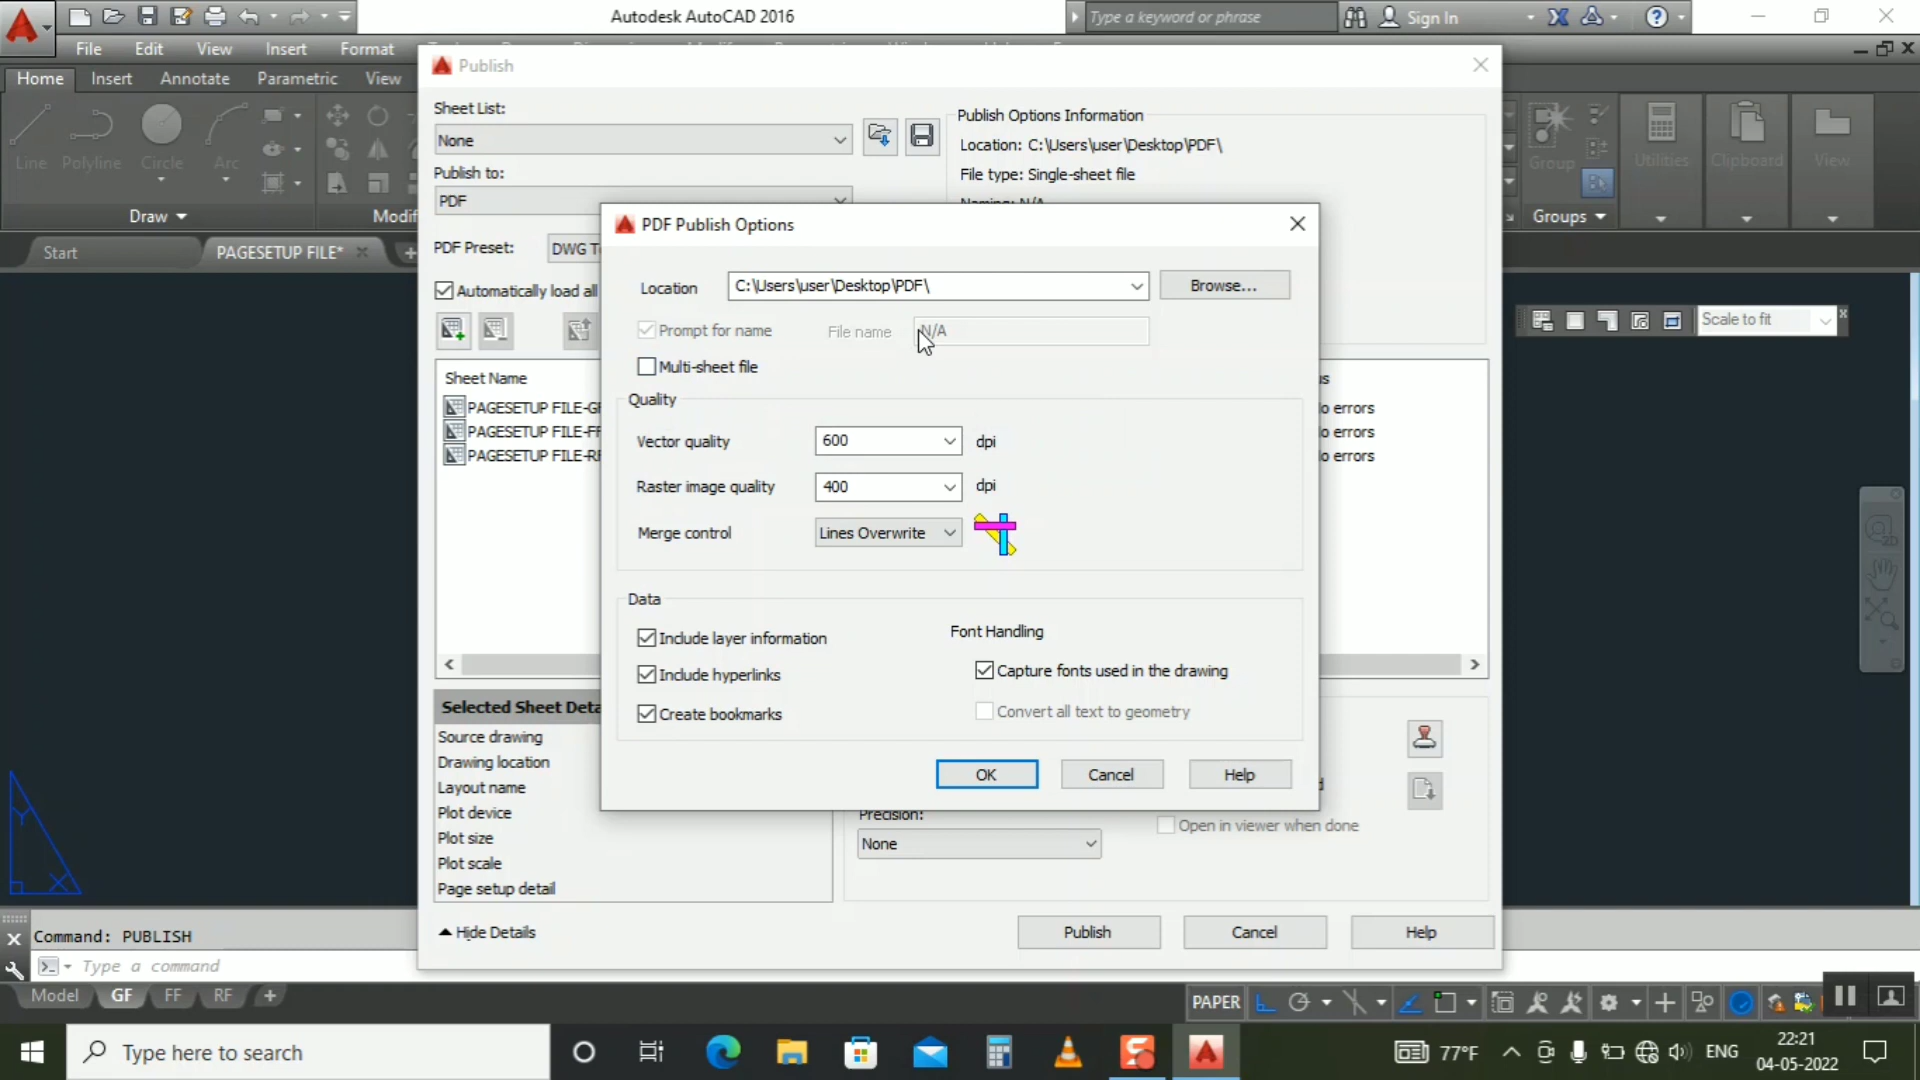 Autodesk AutoCAD 2016
Type a keyword or phrase
Sign In
File Edit View Insert Format
Home Insert Annotate Parametric View
Publish
Sheet List:
None
Publish to:
PDF
PDF Preset:
Automatically load all
Publish Options Information
Location: C:\Users\user\Desktop\PDF\
File type: Single-sheet file
Naming: N/A
Line Polyline Circle Arc
Draw
Group
Utilities
Clipboard
View
Groups
Start
PAGESETUP FILE*
PDF Publish Options
Location C:\Users\user\Desktop\PDF\ Browse...
Prompt for name File name N/A
Multi-sheet file
Quality
Vector quality 600 dpi
Raster image quality 400 dpi
Merge control Lines Overwrite
Data
Include layer information
Include hyperlinks
Create bookmarks
Font Handling
Capture fonts used in the drawing
Convert all text to geometry
OK Cancel Help
Scale to fit
Sheet Name
PAGESETUP FILE-
PAGESETUP FILE-
PAGESETUP FILE-
o errors
o errors
o errors
Selected Sheet Deta
Source drawing
Drawing location
Layout name
Plot device
Plot size
Plot scale
Page setup detail
Precision:
None
Open in viewer when done
Hide Details
Publish Cancel Help
Y
X
2D
Command: PUBLISH
Type a command
Model GF FF RF +
PAPER
Type here to search
77°F
ENG
22:21
04-05-2022